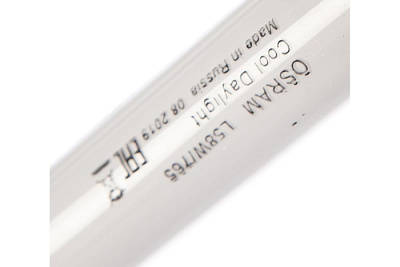 OSRAM L58W/765
Cool Daylight
Made in Russia 08.2019 EAC